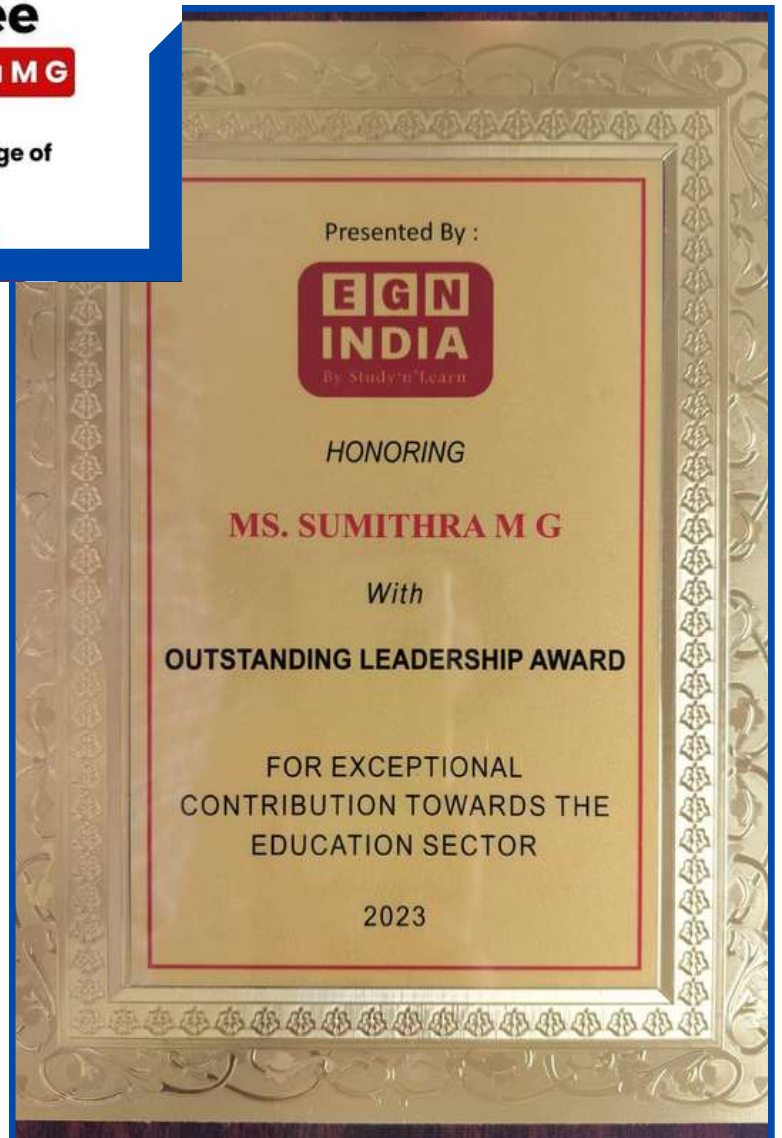 ee
M G
ge of
Presented By :
EGN
INDIA
By Study'n'Learn
HONORING
MS. SUMITHRA M G
With
OUTSTANDING LEADERSHIP AWARD
FOR EXCEPTIONAL
CONTRIBUTION TOWARDS THE
EDUCATION SECTOR
2023